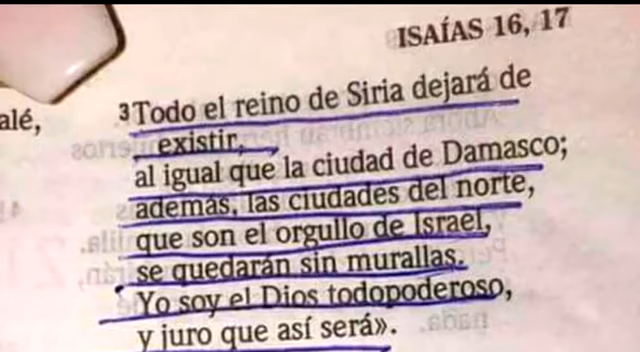 ISAÍAS 16, 17
alé,
3Todo el reino de Siria dejará de
existir,
al igual que la ciudad de Damasco;
además, las ciudades del norte,
que son el orgullo de Israel,
se quedarán sin murallas.
Yo soy el Dios todopoderoso,
y juro que así será».